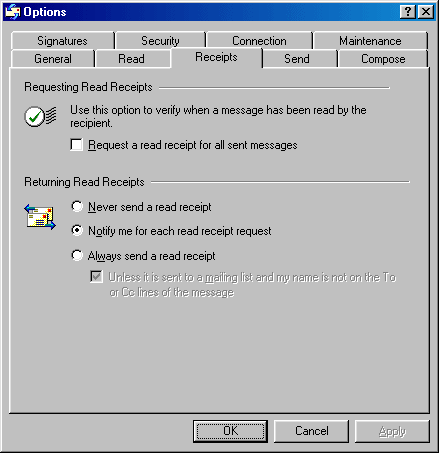 Options
Signatures
Security
Connection
Maintenance
General
Read
Receipts
Send
Compose
Requesting Read Receipts
Use this option to verify when a message has been read by the
recipient.
Request a read receipt for all sent messages
Returning Read Receipts
Never send a read receipt
Notify me for each read receipt request
Always send a read receipt
Unless it is sent to a mailing list and my name is not on the To
or Cc lines of the message
OK
Cancel
Apply